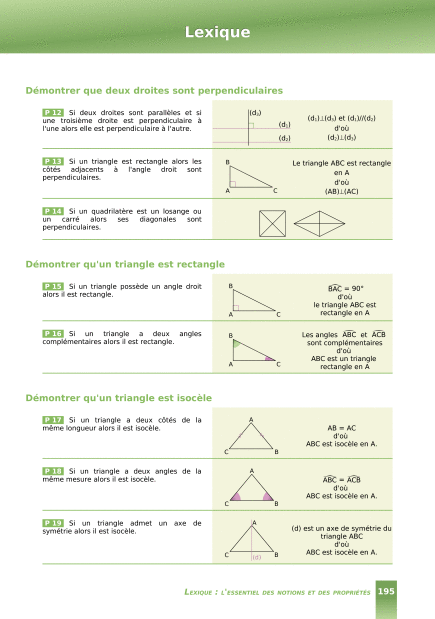 Lexique
Démontrer que deux droites sont perpendiculaires
P 12 Si deux droites sont parallèles et si
une troisième droite est perpendiculaire à
l'une alors elle est perpendiculaire à l'autre.
(d₃)
(d₁)
(d₂)
(d₁)⊥(d₃) et (d₁)//(d₂)
d'où
(d₂)⊥(d₃)
P 13 Si un triangle est rectangle alors les
côtés adjacents à l'angle droit sont
perpendiculaires.
B
A
C
Le triangle ABC est rectangle
en A
d'où
(AB)⊥(AC)
P 14 Si un quadrilatère est un losange ou
un carré alors ses diagonales sont
perpendiculaires.
Démontrer qu'un triangle est rectangle
P 15 Si un triangle possède un angle droit
alors il est rectangle.
B
A
C
BAC = 90°
d'où
le triangle ABC est
rectangle en A
P 16 Si un triangle a deux angles
complémentaires alors il est rectangle.
B
A
C
Les angles ABC et ACB
sont complémentaires
d'où
ABC est un triangle
rectangle en A
Démontrer qu'un triangle est isocèle
P 17 Si un triangle a deux côtés de la
même longueur alors il est isocèle.
A
C
B
AB = AC
d'où
ABC est isocèle en A.
P 18 Si un triangle a deux angles de la
même mesure alors il est isocèle.
A
C
B
ABC = ACB
d'où
ABC est isocèle en A.
P 19 Si un triangle admet un axe de
symétrie alors il est isocèle.
A
C
B
(d)
(d) est un axe de symétrie du
triangle ABC
d'où
ABC est isocèle en A.
LEXIQUE : L'ESSENTIEL DES NOTIONS ET DES PROPRIÉTÉS 195